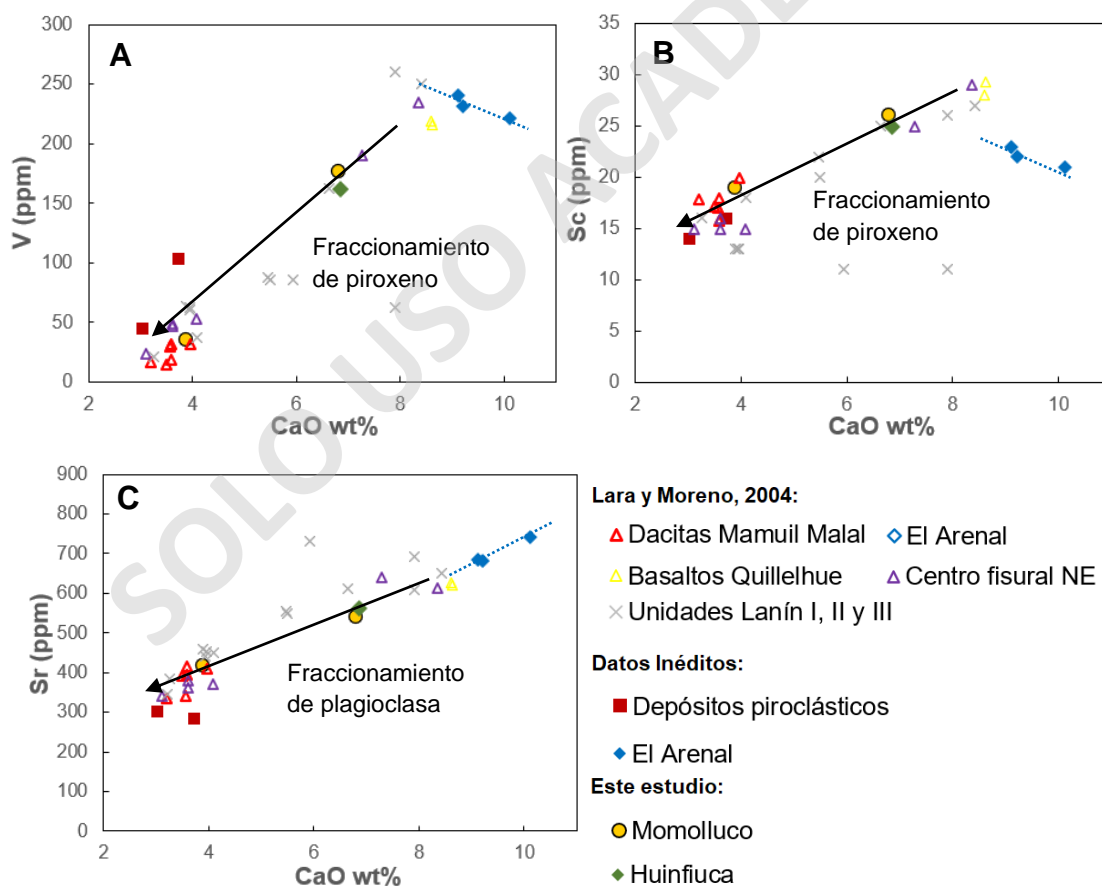 A
V (ppm)
300
250
200
150
100
50
0
Fraccionamiento
de piroxeno
2 4 6 8 10
CaO wt%
B
Sc (ppm)
35
30
25
20
15
10
5
0
Fraccionamiento
de piroxeno
2 4 6 8 10
CaO wt%
C
Sr (ppm)
900
800
700
600
500
400
300
200
100
0
Fraccionamiento
de plagioclasa
2 4 6 8 10
CaO wt%
Lara y Moreno, 2004:
Dacitas Mamuil Malal El Arenal
Basaltos Quillelhue Centro fisural NE
Unidades Lanín I, II y III
Datos Inéditos:
Depósitos piroclásticos
El Arenal
Este estudio:
Momolluco
Huinfiuca
SOLO USO ACADÉ